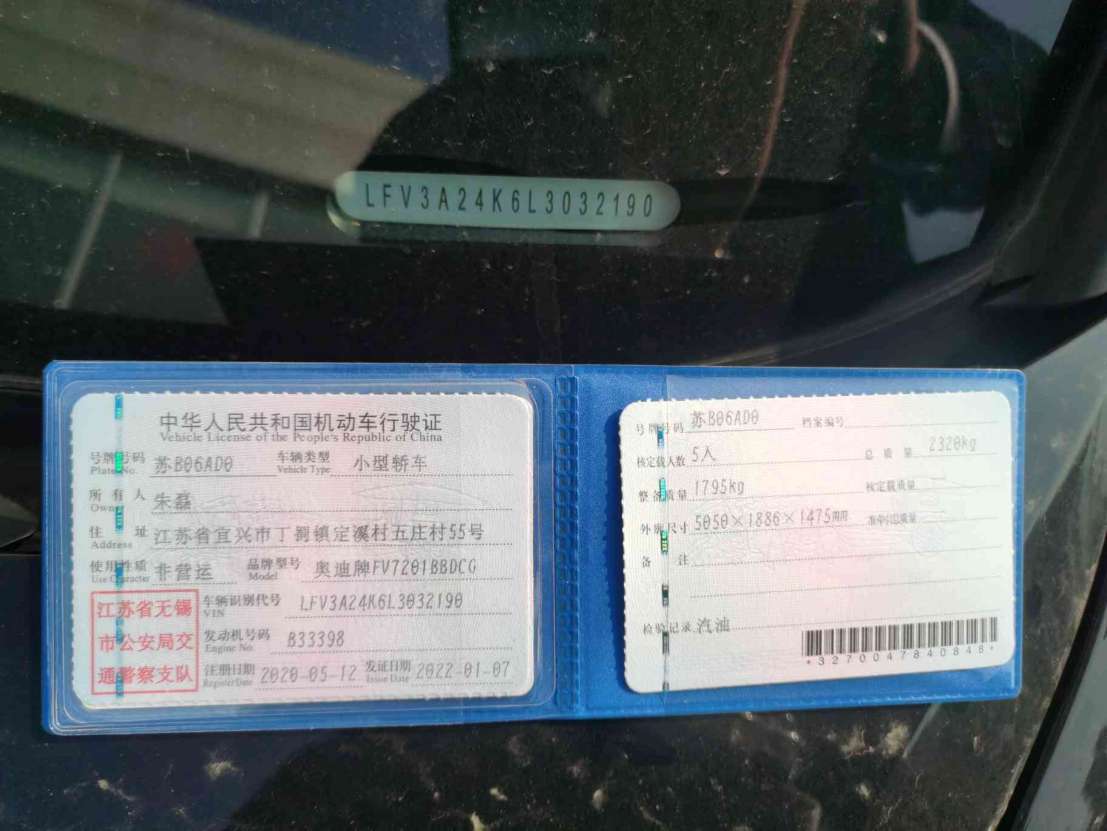 LFV3A24K6L3032190
中华人民共和国机动车行驶证
Vehicle License of the People's Republic of China
号牌号码 苏B06AD0 车辆类型 小型轿车
Plate No. Vehicle Type
所有人 朱磊
Owner
住址 江苏省宜兴市丁蜀镇定溪村五庄村55号
Address
使用性质 非营运 品牌型号 奥迪牌FV7201BBDCG
Use Character Model
江苏省无锡
市公安局交
通警察支队
车辆识别代号 LFV3A24K6L3032190
VIN
发动机号码 B33398
Engine No.
注册日期 2020-05-12 发证日期 2022-01-07
Register Date Issue Date
号牌号码 苏B06AD0 档案编号
核定载人数 5人 总质量 2320kg
整备质量 1795kg 核定载质量
外廓尺寸 5050×1886×1475mm 准牵引总质量
备注
检验记录 汽油
*3270047840848*